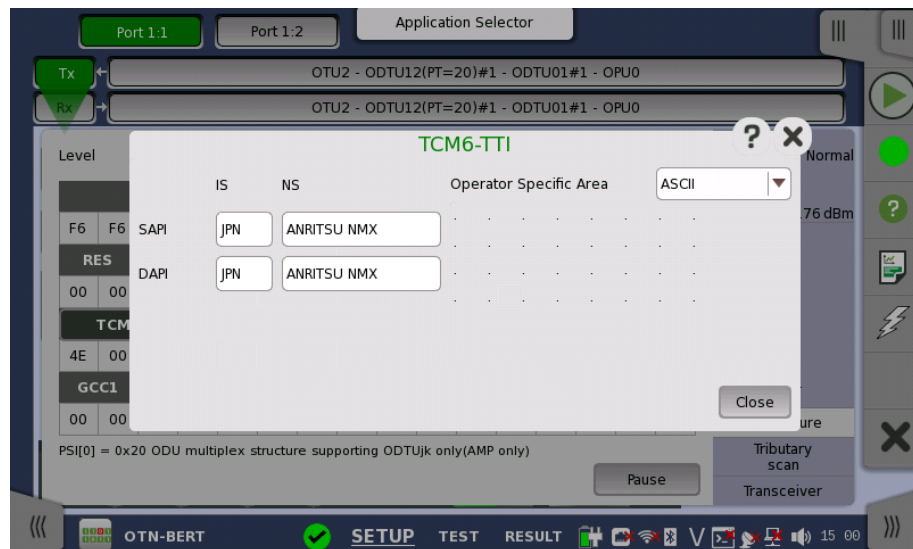 Port 1:1
Port 1:2
Application Selector
Tx
OTU2 - ODTU12(PT=20)#1 - ODTU01#1 - OPU0
Rx
OTU2 - ODTU12(PT=20)#1 - ODTU01#1 - OPU0
TCM6-TTI
?
Level
Normal
IS
NS
Operator Specific Area
ASCII
.76 dBm
?
F6 F6
SAPI
JPN
ANRITSU NMX
RES
DAPI
JPN
ANRITSU NMX
00 00
TCM
4E 00
GCC1
Close
00 00
ure
PSI[0] = 0x20 ODU multiplex structure supporting ODTUjk only(AMP only)
Tributary
scan
Pause
Transceiver
OTN-BERT
SETUP
TEST
RESULT
V
15 00